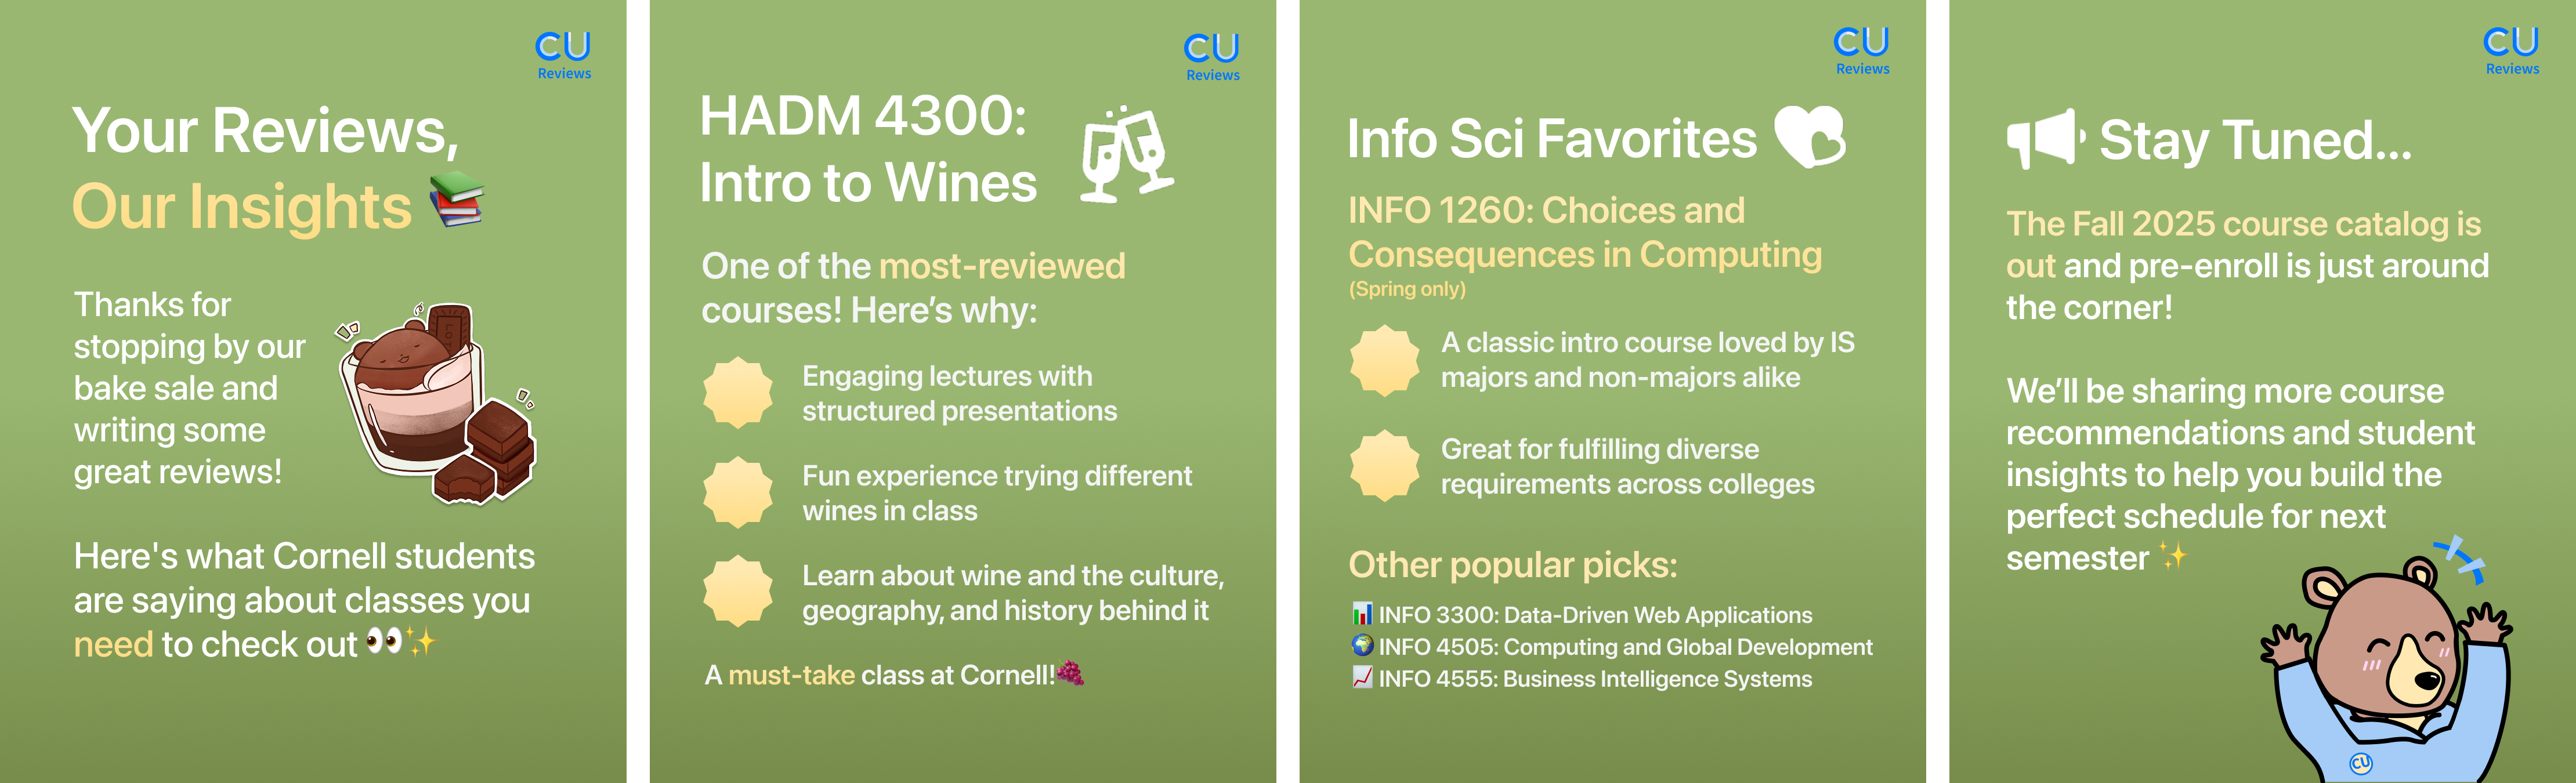 CU
Reviews
Your Reviews,
Our Insights 📚
Thanks for
stopping by our
bake sale and
writing some
great reviews!
Here's what Cornell students
are saying about classes you
need to check out 👀✨
CU
Reviews
HADM 4300:
Intro to Wines
One of the most-reviewed
courses! Here’s why:
Engaging lectures with
structured presentations
Fun experience trying different
wines in class
Learn about wine and the culture,
geography, and history behind it
A must-take class at Cornell!🍇
CU
Reviews
Info Sci Favorites
INFO 1260: Choices and
Consequences in Computing
(Spring only)
A classic intro course loved by IS
majors and non-majors alike
Great for fulfilling diverse
requirements across colleges
Other popular picks:
📊 INFO 3300: Data-Driven Web Applications
🌍 INFO 4505: Computing and Global Development
📈 INFO 4555: Business Intelligence Systems
CU
Reviews
Stay Tuned...
The Fall 2025 course catalog is
out and pre-enroll is just around
the corner!
We’ll be sharing more course
recommendations and student
insights to help you build the
perfect schedule for next
semester ✨
CU